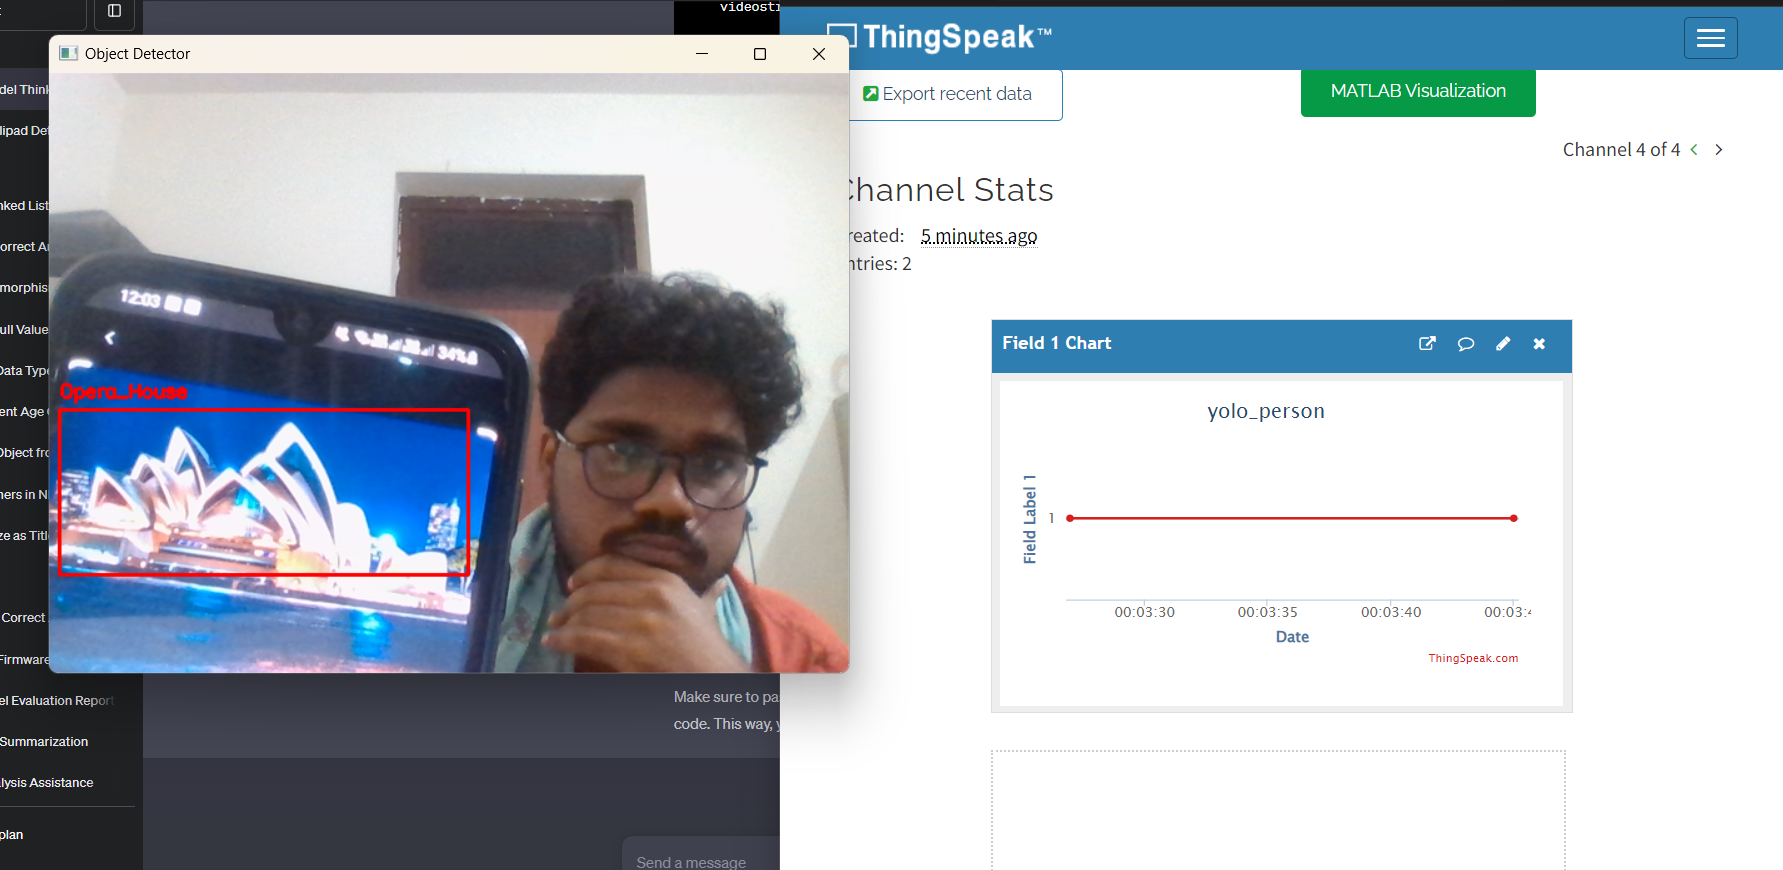 videosti
ThingSpeak™
Object Detector
Export recent data
MATLAB Visualization
Channel 4 of 4
Channel Stats
reated: 5 minutes ago
ntries: 2
del Think
lipad De
nked List
orrect A
morphis
ull Value
Data Type
ent Age
Object fro
ners in N
ze as Titl
Correct
Firmware
el Evaluation Report
Summarization
lysis Assistance
plan
12:03
34%
Opera_House
Make sure to pa
code. This way, y
Send a message
Field 1 Chart
yolo_person
Field Label 1
1
00:03:30 00:03:35 00:03:40 00:03:4
Date
ThingSpeak.com